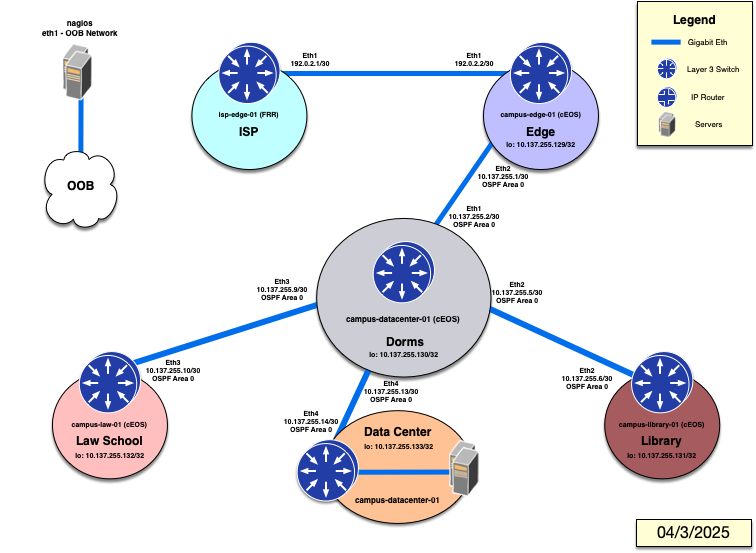 nagios
eth1 - OOB Network
OOB
Eth1
192.0.2.1/30
Eth1
192.0.2.2/30
isp-edge-01 (FRR)
ISP
campus-edge-01 (cEOS)
Edge
lo: 10.137.255.129/32
Legend
Gigabit Eth
Layer 3 Switch
IP Router
Servers
Eth2
10.137.255.1/30
OSPF Area 0
Eth1
10.137.255.2/30
OSPF Area 0
Eth3
10.137.255.9/30
OSPF Area 0
Eth2
10.137.255.5/30
OSPF Area 0
campus-datacenter-01 (cEOS)
Dorms
lo: 10.137.255.130/32
Eth3
10.137.255.10/30
OSPF Area 0
Eth2
10.137.255.6/30
OSPF Area 0
Eth4
10.137.255.13/30
OSPF Area 0
Eth4
10.137.255.14/30
OSPF Area 0
campus-law-01 (cEOS)
Law School
lo: 10.137.255.132/32
Data Center
lo: 10.137.255.133/32
campus-datacenter-01
campus-library-01 (cEOS)
Library
lo: 10.137.255.131/32
04/3/2025